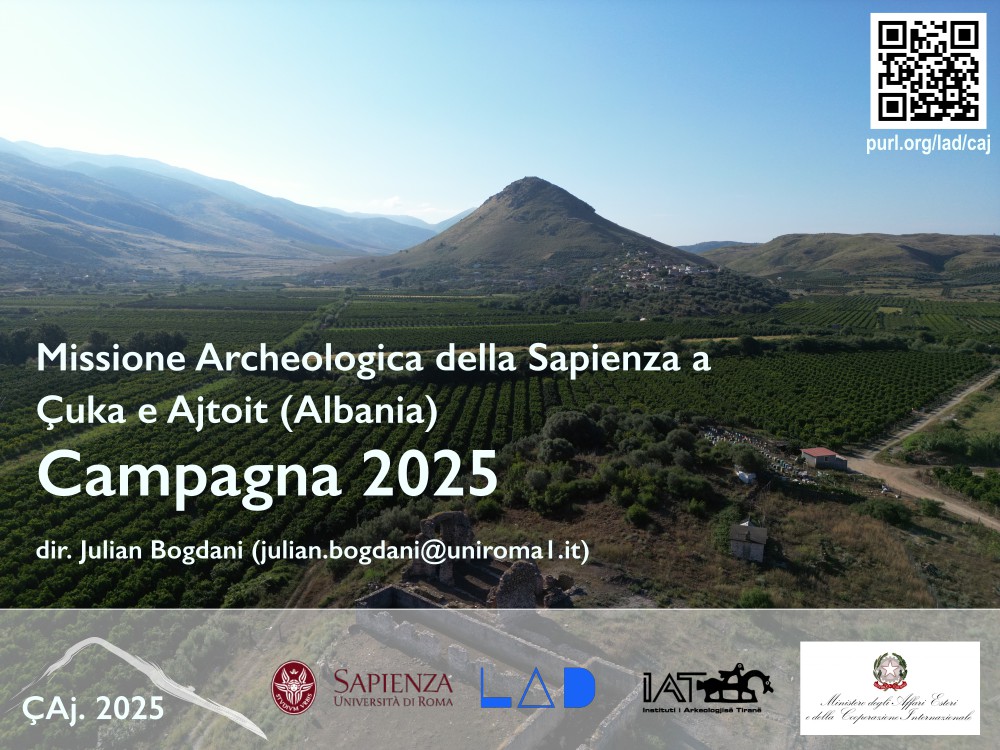 purl.org/lad/caj
Missione Archeologica della Sapienza a
Çuka e Ajtoit (Albania)
Campagna 2025
dir. Julian Bogdani (julian.bogdani@uniroma1.it)
ÇAj. 2025
STVDIVM VRBIS
SAPIENZA
UNIVERSITÀ DI ROMA
LAD
IAT
Instituti i Arkeologjisë Tiranë
Ministero degli Affari Esteri
e della Cooperazione Internazionale